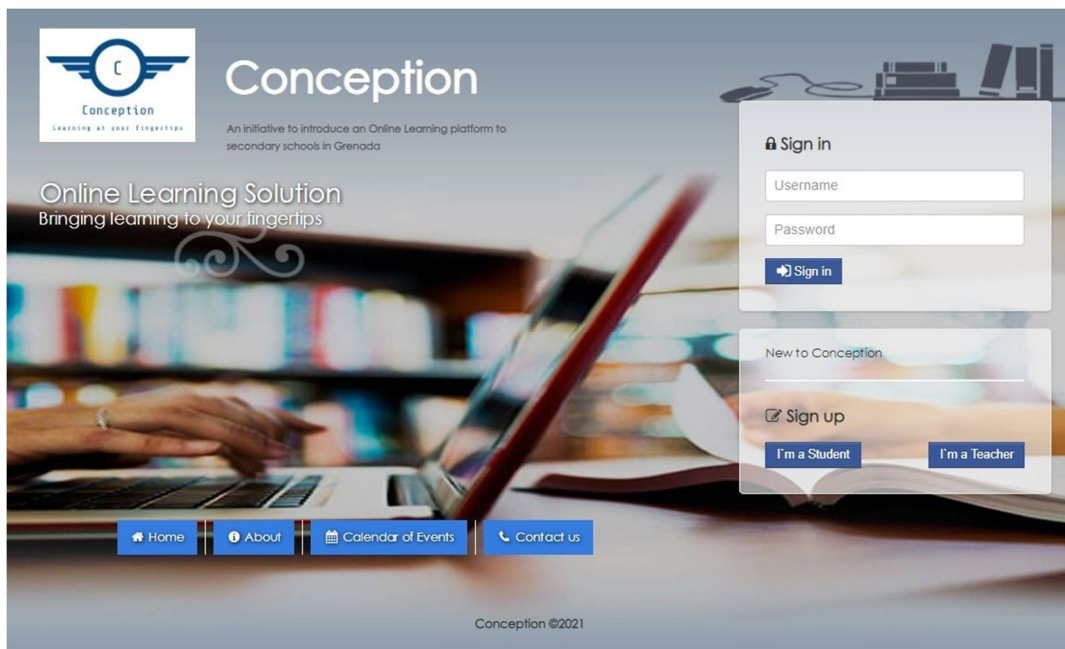 C
Conception
Learning at your fingertips
Conception
An initiative to introduce an Online Learning platform to
secondary schools in Grenada
Online Learning Solution
Bringing learning to your fingertips
Sign in
Username
Password
Sign in
New to Conception
Sign up
I`m a Student
I`m a Teacher
Home
About
Calendar of Events
Contact us
Conception ©2021